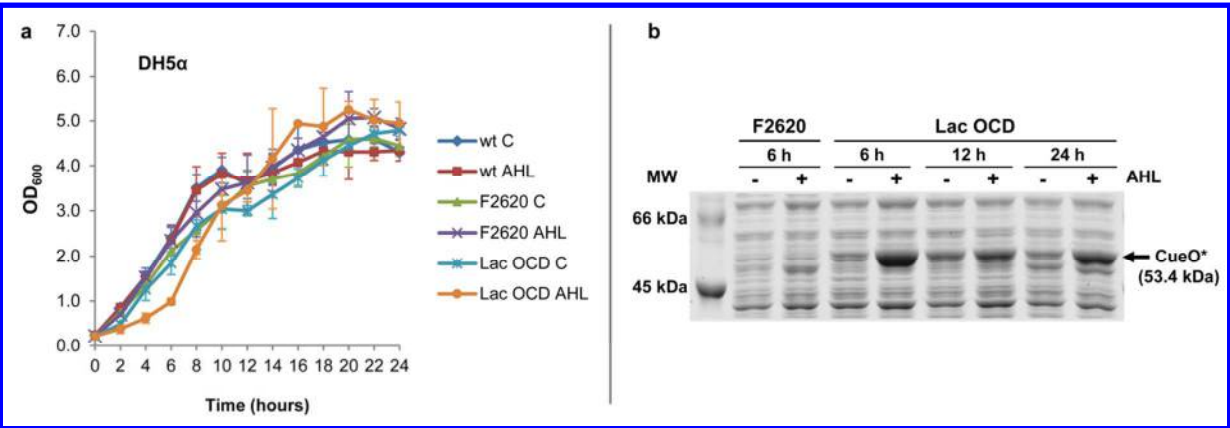 a
DH5α
7.0
6.0
5.0
4.0
3.0
2.0
1.0
0.0
OD600
0 2 4 6 8 10 12 14 16 18 20 22 24
Time (hours)
wt C
wt AHL
F2620 C
F2620 AHL
Lac OCD C
Lac OCD AHL
b
F2620 Lac OCD
6 h 6 h 12 h 24 h
MW - + - + - + - + AHL
66 kDa
45 kDa
CueO*
(53.4 kDa)